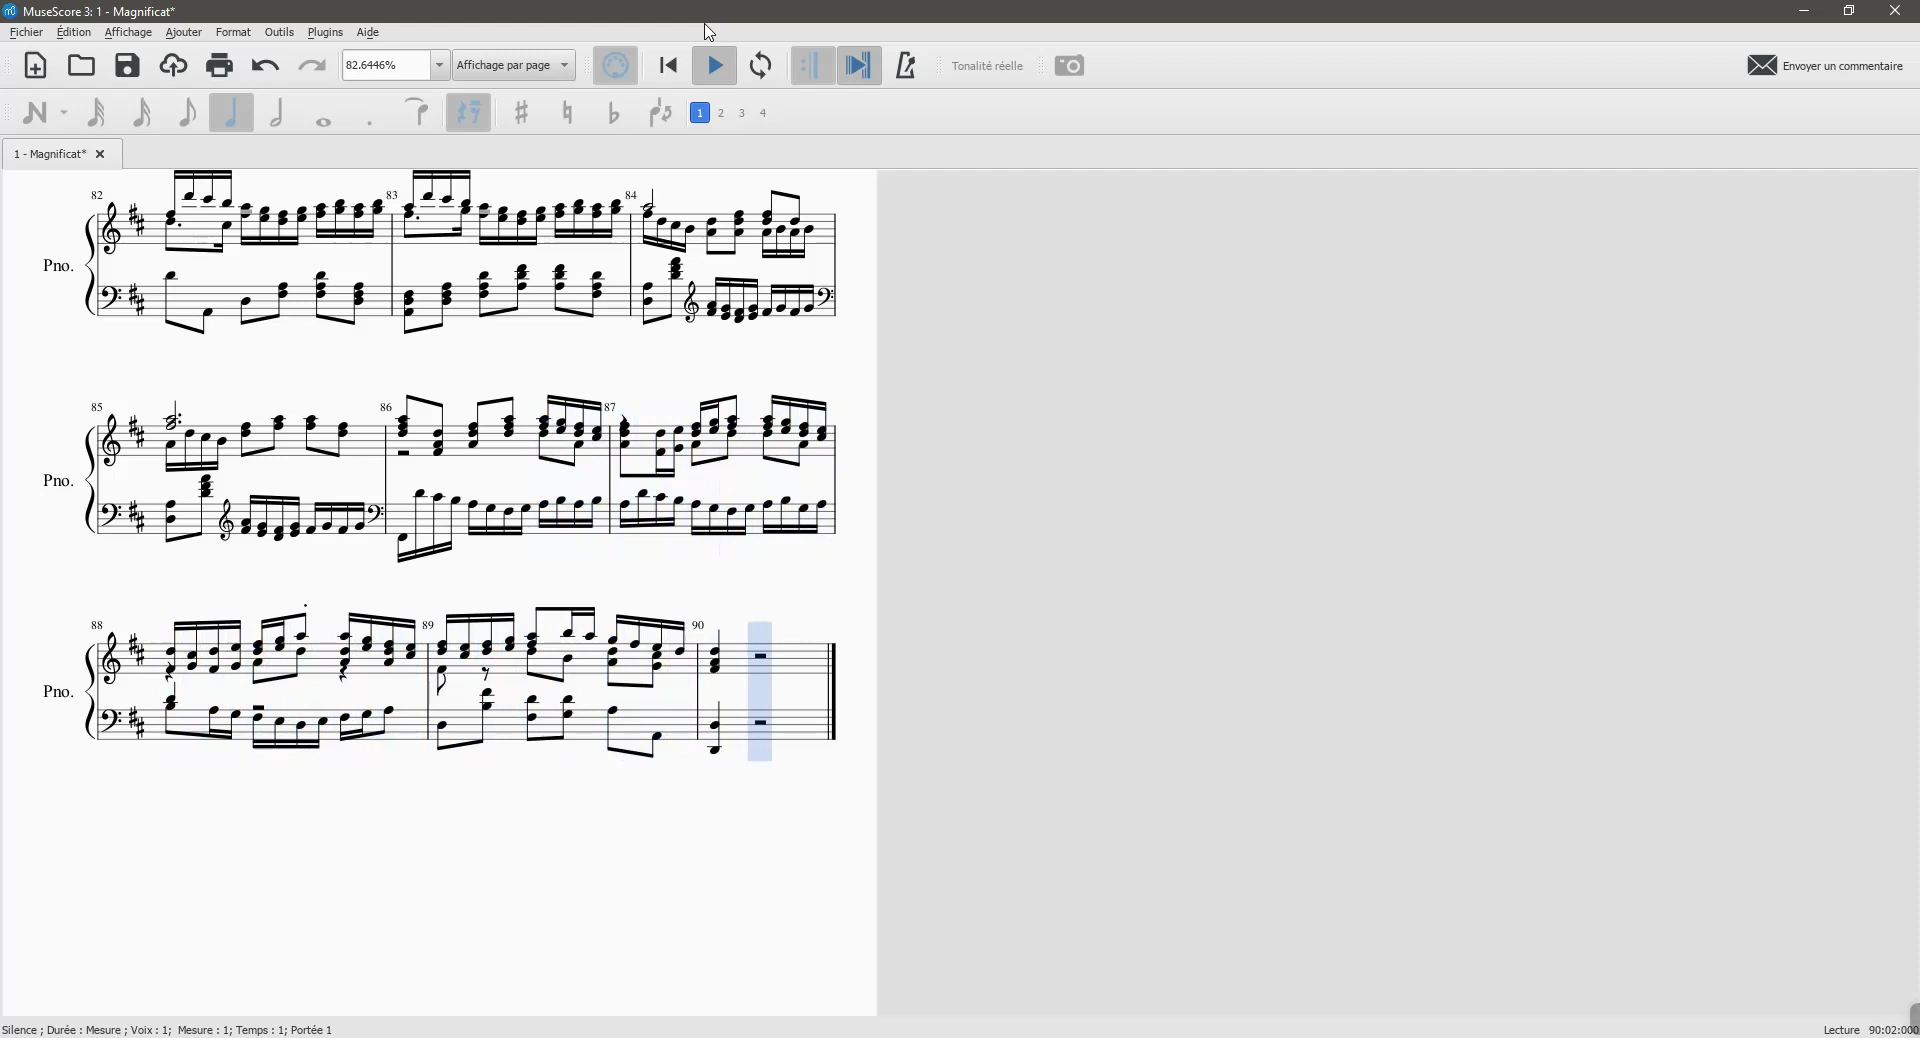 MuseScore 3: 1 - Magnificat*
Fichier Édition Affichage Ajouter Format Outils Plugins Aide
82.6446% Affichage par page Tonalité réelle Envoyer un commentaire
1 2 3 4
1 - Magnificat*
82 83 84
Pno.
85 86 87
Pno.
88 89 90
Pno.
Silence ; Durée : Mesure ; Voix : 1; Mesure : 1; Temps : 1; Portée 1 Lecture 90:02:000